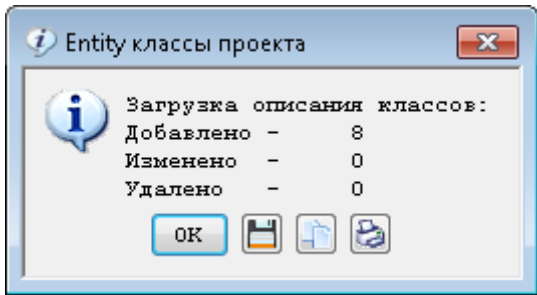 Entity классы проекта
Загрузка описания классов:
Добавлено - 8
Изменено - 0
Удалено - 0
OK